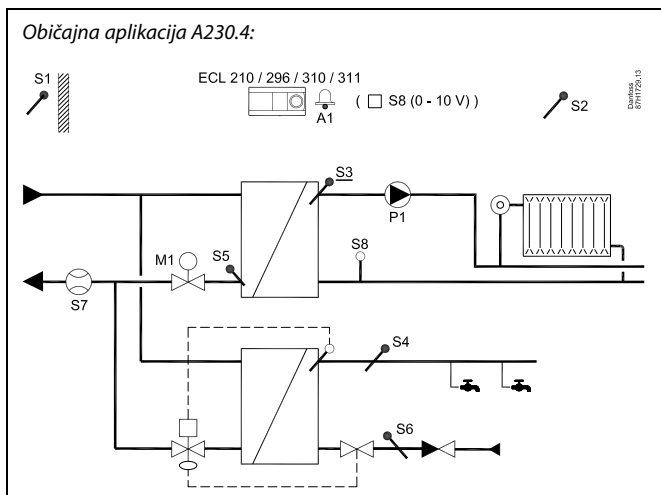 Običajna aplikacija A230.4:
S1
ECL 210 / 296 / 310 / 311
A1
( S8 (0 - 10 V) )
S2
Danfoss
87H1729.13
S3
P1
M1
S5
S8
S7
S4
S6